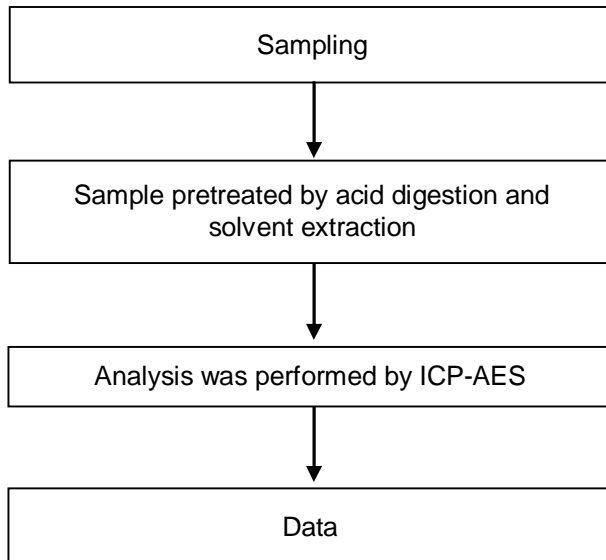 Sampling
Sample pretreated by acid digestion and
solvent extraction
Analysis was performed by ICP-AES
Data